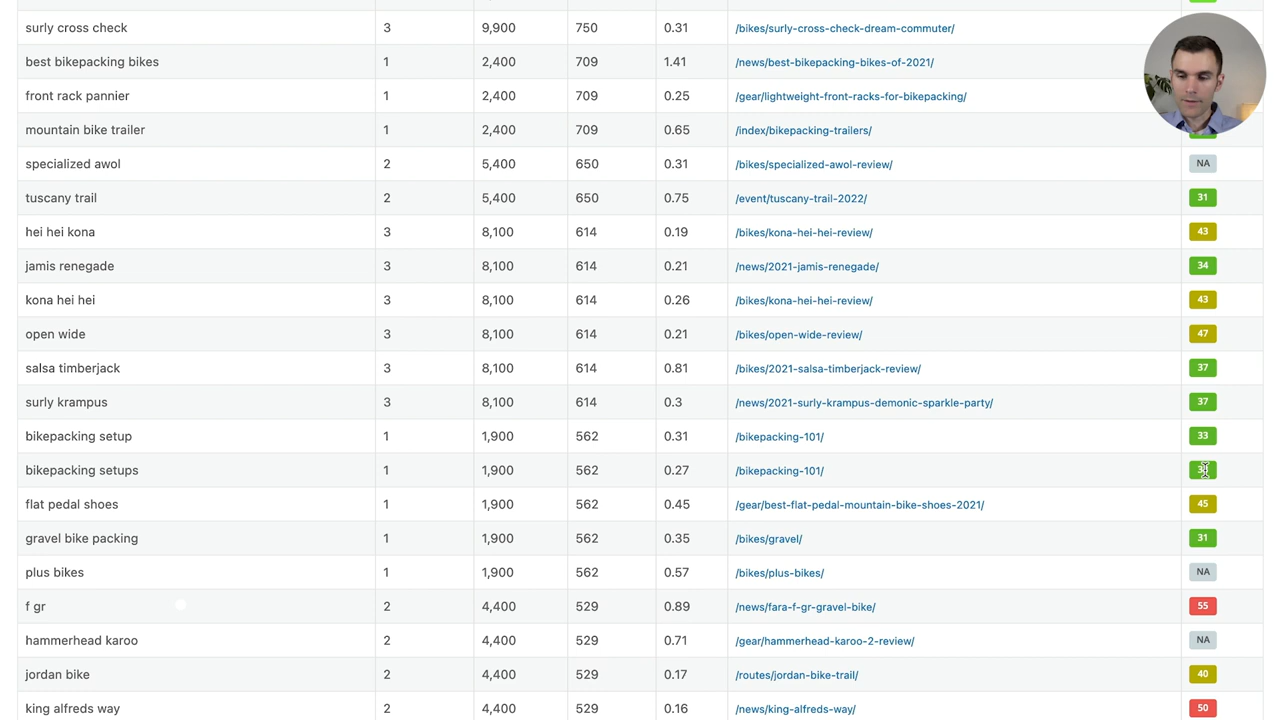 surly cross check 3 9,900 750 0.31 /bikes/surly-cross-check-dream-commuter/
best bikepacking bikes 1 2,400 709 1.41 /news/best-bikepacking-bikes-of-2021/
front rack pannier 1 2,400 709 0.25 /gear/lightweight-front-racks-for-bikepacking/
mountain bike trailer 1 2,400 709 0.65 /index/bikepacking-trailers/
specialized awol 2 5,400 650 0.31 /bikes/specialized-awol-review/ NA
tuscany trail 2 5,400 650 0.75 /event/tuscany-trail-2022/ 31
hei hei kona 3 8,100 614 0.19 /bikes/kona-hei-hei-review/ 43
jamis renegade 3 8,100 614 0.21 /news/2021-jamis-renegade/ 34
kona hei hei 3 8,100 614 0.26 /bikes/kona-hei-hei-review/ 43
open wide 3 8,100 614 0.21 /bikes/open-wide-review/ 47
salsa timberjack 3 8,100 614 0.81 /bikes/2021-salsa-timberjack-review/ 37
surly krampus 3 8,100 614 0.3 /news/2021-surly-krampus-demonic-sparkle-party/ 37
bikepacking setup 1 1,900 562 0.31 /bikepacking-101/ 33
bikepacking setups 1 1,900 562 0.27 /bikepacking-101/
flat pedal shoes 1 1,900 562 0.45 /gear/best-flat-pedal-mountain-bike-shoes-2021/ 45
gravel bike packing 1 1,900 562 0.35 /bikes/gravel/ 31
plus bikes 1 1,900 562 0.57 /bikes/plus-bikes/ NA
f gr 2 4,400 529 0.89 /news/fara-f-gr-gravel-bike/ 55
hammerhead karoo 2 4,400 529 0.71 /gear/hammerhead-karoo-2-review/ NA
jordan bike 2 4,400 529 0.17 /routes/jordan-bike-trail/ 40
king alfreds way 2 4,400 529 0.16 /news/king-alfreds-way/ 50